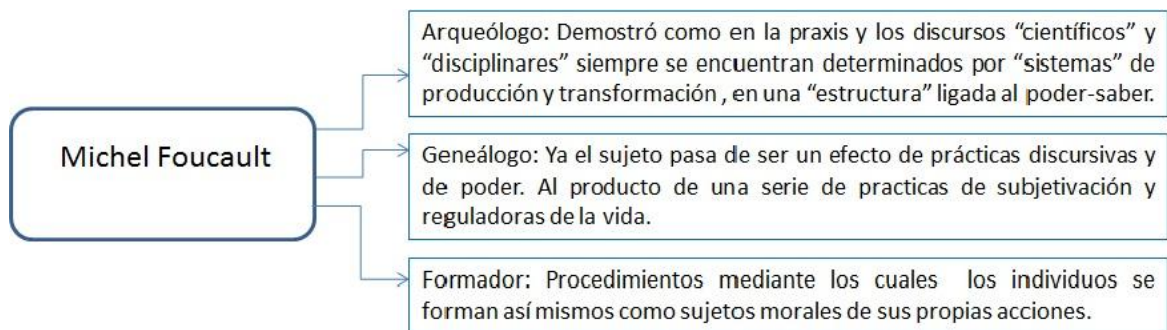 Michel Foucault
Arqueólogo: Demostró como en la praxis y los discursos “científicos” y
“disciplinares” siempre se encuentran determinados por “sistemas” de
producción y transformación , en una “estructura” ligada al poder-saber.
Geneálogo: Ya el sujeto pasa de ser un efecto de prácticas discursivas y
de poder. Al producto de una serie de practicas de subjetivación y
reguladoras de la vida.
Formador: Procedimientos mediante los cuales los individuos se
forman así mismos como sujetos morales de sus propias acciones.